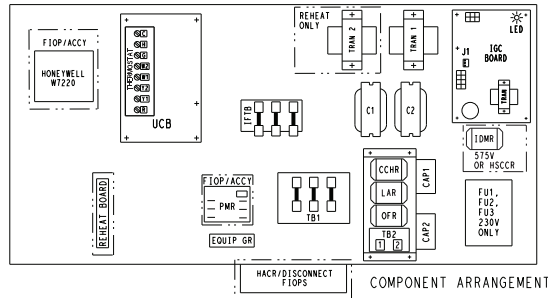 REHEAT
ONLY
TRAN 2
TRAN 1
LED
J1
IGC
BOARD
TRAN
FIOP/ACCY
HONEYWELL
W7220
THERMOSTAT
C
H
G
W2
W1
Y2
Y1
R
UCB
IFTB
C1
C2
IDMR
575V
OR HSCCR
REHEAT BOARD
FIOP/ACCY
PMR
EQUIP GR
TB1
CCHR
LAR
OFR
TB2
1 2
CAP1
CAP2
FU1,
FU2,
FU3
230V
ONLY
HACR/DISCONNECT
FIOPS
COMPONENT ARRANGEMENT